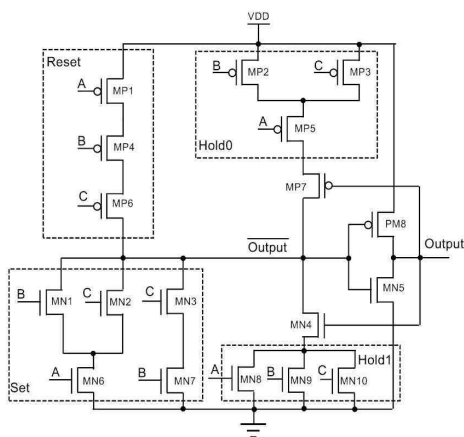 VDD
Reset
A
MP1
B
MP4
C
MP6
B
MP2
C
MP3
A
MP5
Hold0
MP7
Output
PM8
Output
MN5
B
MN1
C
MN2
C
MN3
MN4
A
MN6
B
MN7
Set
Hold1
A
MN8
B
MN9
C
MN10